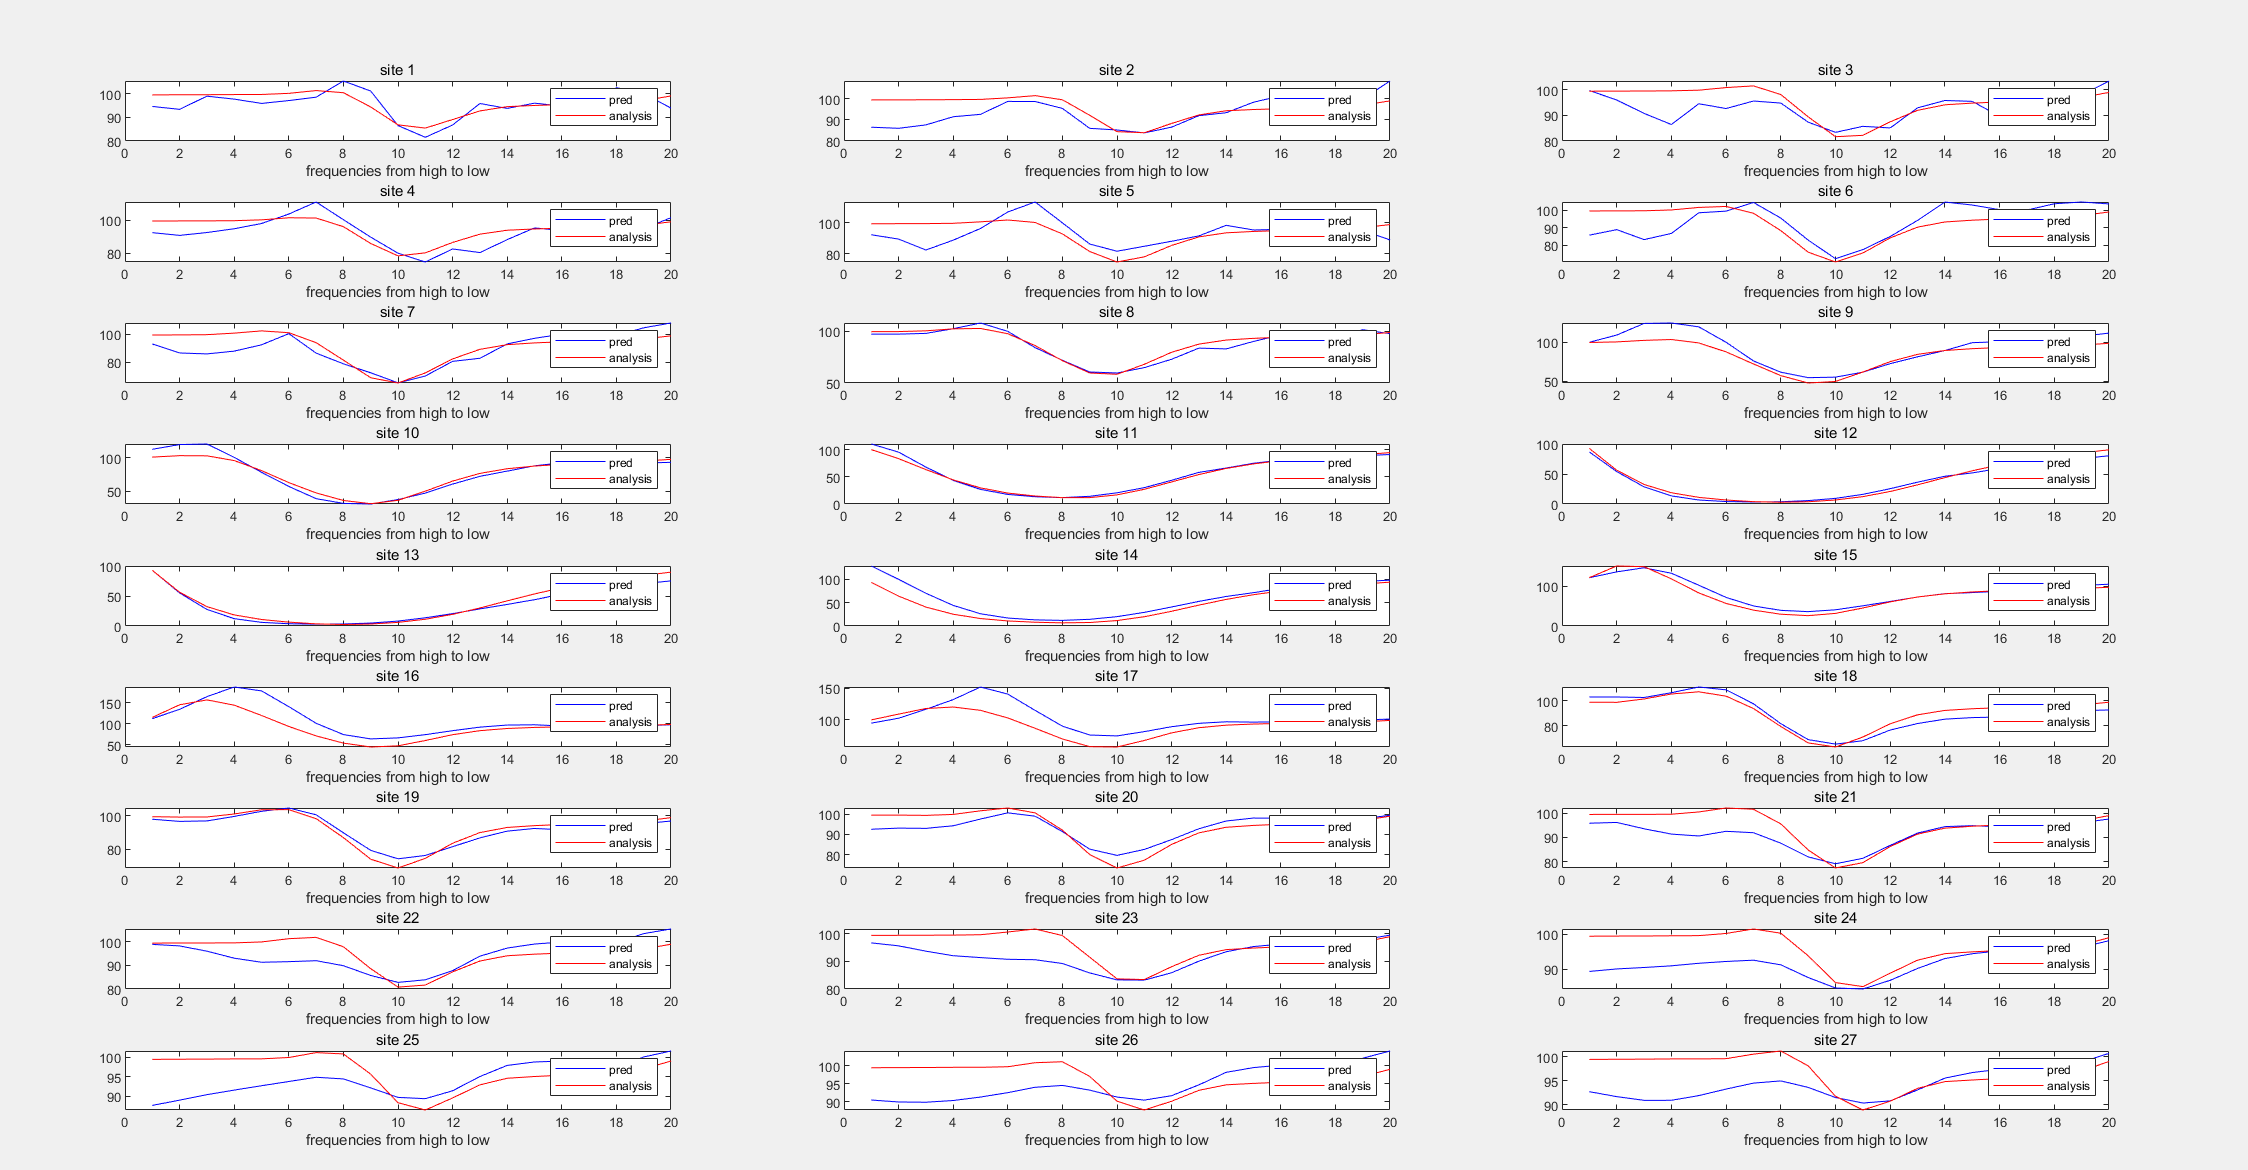 site 1
100
90
80
pred
analysis
0 2 4 6 8 10 12 14 16 18 20
frequencies from high to low
site 2
100
90
80
pred
analysis
0 2 4 6 8 10 12 14 16 18 20
frequencies from high to low
site 3
100
90
80
pred
analysis
0 2 4 6 8 10 12 14 16 18 20
frequencies from high to low
site 4
100
80
pred
analysis
0 2 4 6 8 10 12 14 16 18 20
frequencies from high to low
site 5
100
80
pred
analysis
0 2 4 6 8 10 12 14 16 18 20
frequencies from high to low
site 6
100
90
80
pred
analysis
0 2 4 6 8 10 12 14 16 18 20
frequencies from high to low
site 7
100
80
pred
analysis
0 2 4 6 8 10 12 14 16 18 20
frequencies from high to low
site 8
100
50
pred
analysis
0 2 4 6 8 10 12 14 16 18 20
frequencies from high to low
site 9
100
50
pred
analysis
0 2 4 6 8 10 12 14 16 18 20
frequencies from high to low
site 10
100
50
pred
analysis
0 2 4 6 8 10 12 14 16 18 20
frequencies from high to low
site 11
100
50
0
pred
analysis
0 2 4 6 8 10 12 14 16 18 20
frequencies from high to low
site 12
100
50
0
pred
analysis
0 2 4 6 8 10 12 14 16 18 20
frequencies from high to low
site 13
100
50
0
pred
analysis
0 2 4 6 8 10 12 14 16 18 20
frequencies from high to low
site 14
100
50
0
pred
analysis
0 2 4 6 8 10 12 14 16 18 20
frequencies from high to low
site 15
100
0
pred
analysis
0 2 4 6 8 10 12 14 16 18 20
frequencies from high to low
site 16
150
100
50
pred
analysis
0 2 4 6 8 10 12 14 16 18 20
frequencies from high to low
site 17
150
100
pred
analysis
0 2 4 6 8 10 12 14 16 18 20
frequencies from high to low
site 18
100
80
pred
analysis
0 2 4 6 8 10 12 14 16 18 20
frequencies from high to low
site 19
100
80
pred
analysis
0 2 4 6 8 10 12 14 16 18 20
frequencies from high to low
site 20
100
90
80
pred
analysis
0 2 4 6 8 10 12 14 16 18 20
frequencies from high to low
site 21
100
90
80
pred
analysis
0 2 4 6 8 10 12 14 16 18 20
frequencies from high to low
site 22
100
90
80
pred
analysis
0 2 4 6 8 10 12 14 16 18 20
frequencies from high to low
site 23
100
90
80
pred
analysis
0 2 4 6 8 10 12 14 16 18 20
frequencies from high to low
site 24
100
90
pred
analysis
0 2 4 6 8 10 12 14 16 18 20
frequencies from high to low
site 25
100
95
90
pred
analysis
0 2 4 6 8 10 12 14 16 18 20
frequencies from high to low
site 26
100
95
90
pred
analysis
0 2 4 6 8 10 12 14 16 18 20
frequencies from high to low
site 27
100
95
90
pred
analysis
0 2 4 6 8 10 12 14 16 18 20
frequencies from high to low